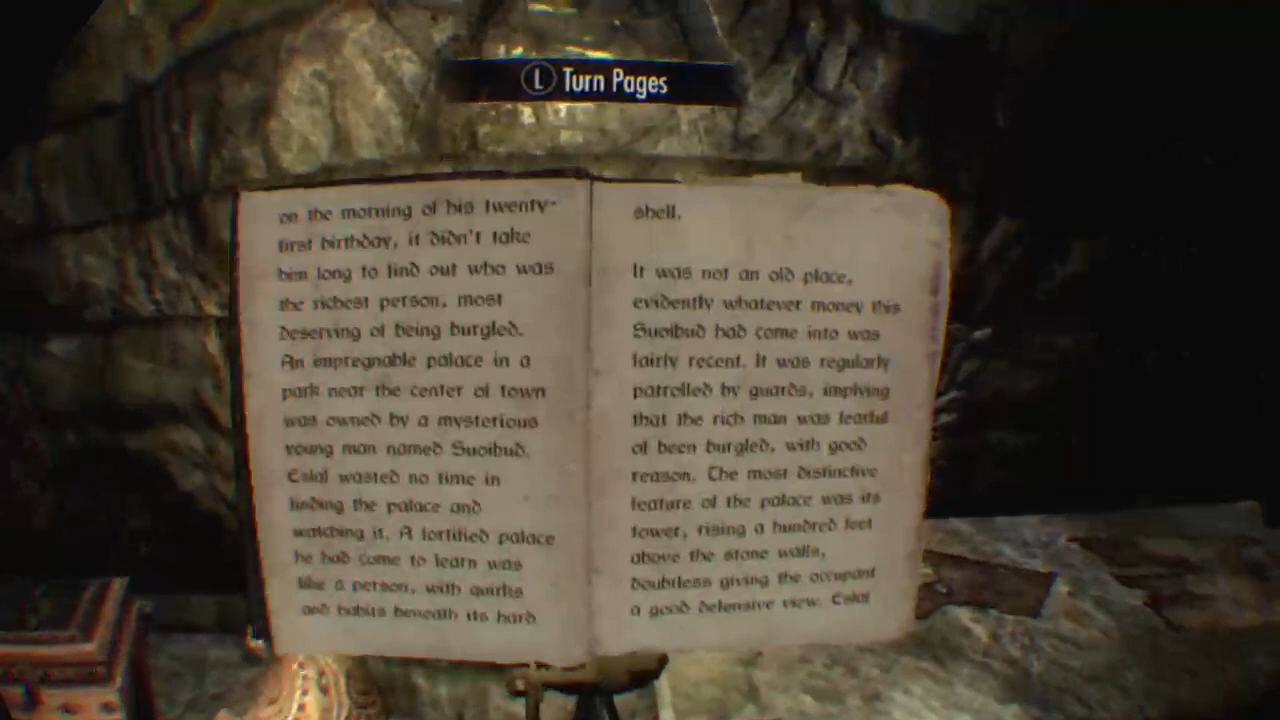 L Turn Pages
on the morning of his twenty-
first birthday, it didn't take
him long to find out who was
the richest person, most
deserving of being burgled.
An impregnable palace in a
park near the center of town
was owned by a mysterious
young man named Suoibud.
Eslaf wasted no time in
finding the palace and
watching it. A fortified palace
he had come to learn was
like a person, with quirks
and habits beneath its hard
shell.
It was not an old place,
evidently whatever money this
Suoibud had come into was
fairly recent. It was regularly
patrolled by guards, implying
that the rich man was fearful
of been burgled, with good
reason. The most distinctive
feature of the palace was its
tower, rising a hundred feet
above the stone walls,
doubtless giving the occupant
a good defensive view. Eslaf